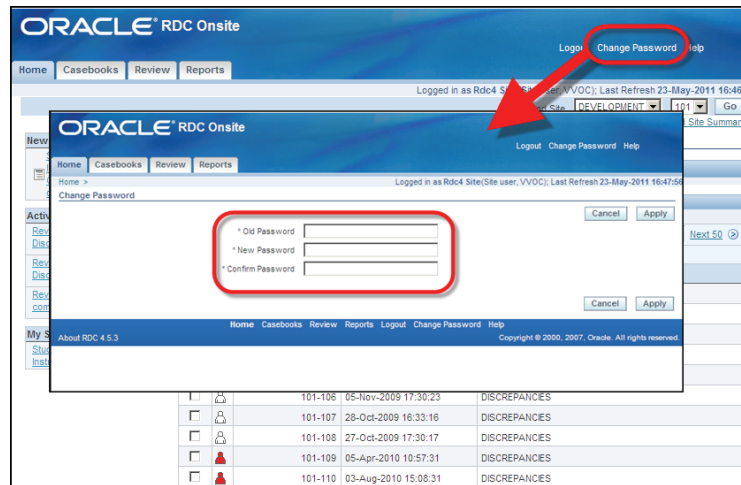 ORACLE® RDC Onsite
Change Password Help
Home Casebooks Review Reports
Logged in as Rdc4 VVOC); Last Refresh 23-May-2011 16:46
DEVELOPMENT 101 Go
Site Summar
New
ORACLE® RDC Onsite
Logout Change Password Help
Home Casebooks Review Reports
Home > Logged in as Rdc4 Site(Site user, VVOC); Last Refresh 23-May-2011 16:47:56
Change Password
Cancel Apply
* Old Password
* New Password
* Confirm Password
Cancel Apply
Home Casebooks Review Reports Logout Change Password Help
About RDC 4.5.3 Copyright © 2000, 2007, Oracle. All rights reserved.
Activ
Rev
Disc
Rev
Disc
Rev
com
My S
Stud
Inst
Next 50
101-106 05-Nov-2009 17:30:23 DISCREPANCIES
101-107 28-Oct-2009 16:33:16 DISCREPANCIES
101-108 27-Oct-2009 17:30:17 DISCREPANCIES
101-109 05-Apr-2010 10:57:31 DISCREPANCIES
101-110 03-Aug-2010 15:08:31 DISCREPANCIES